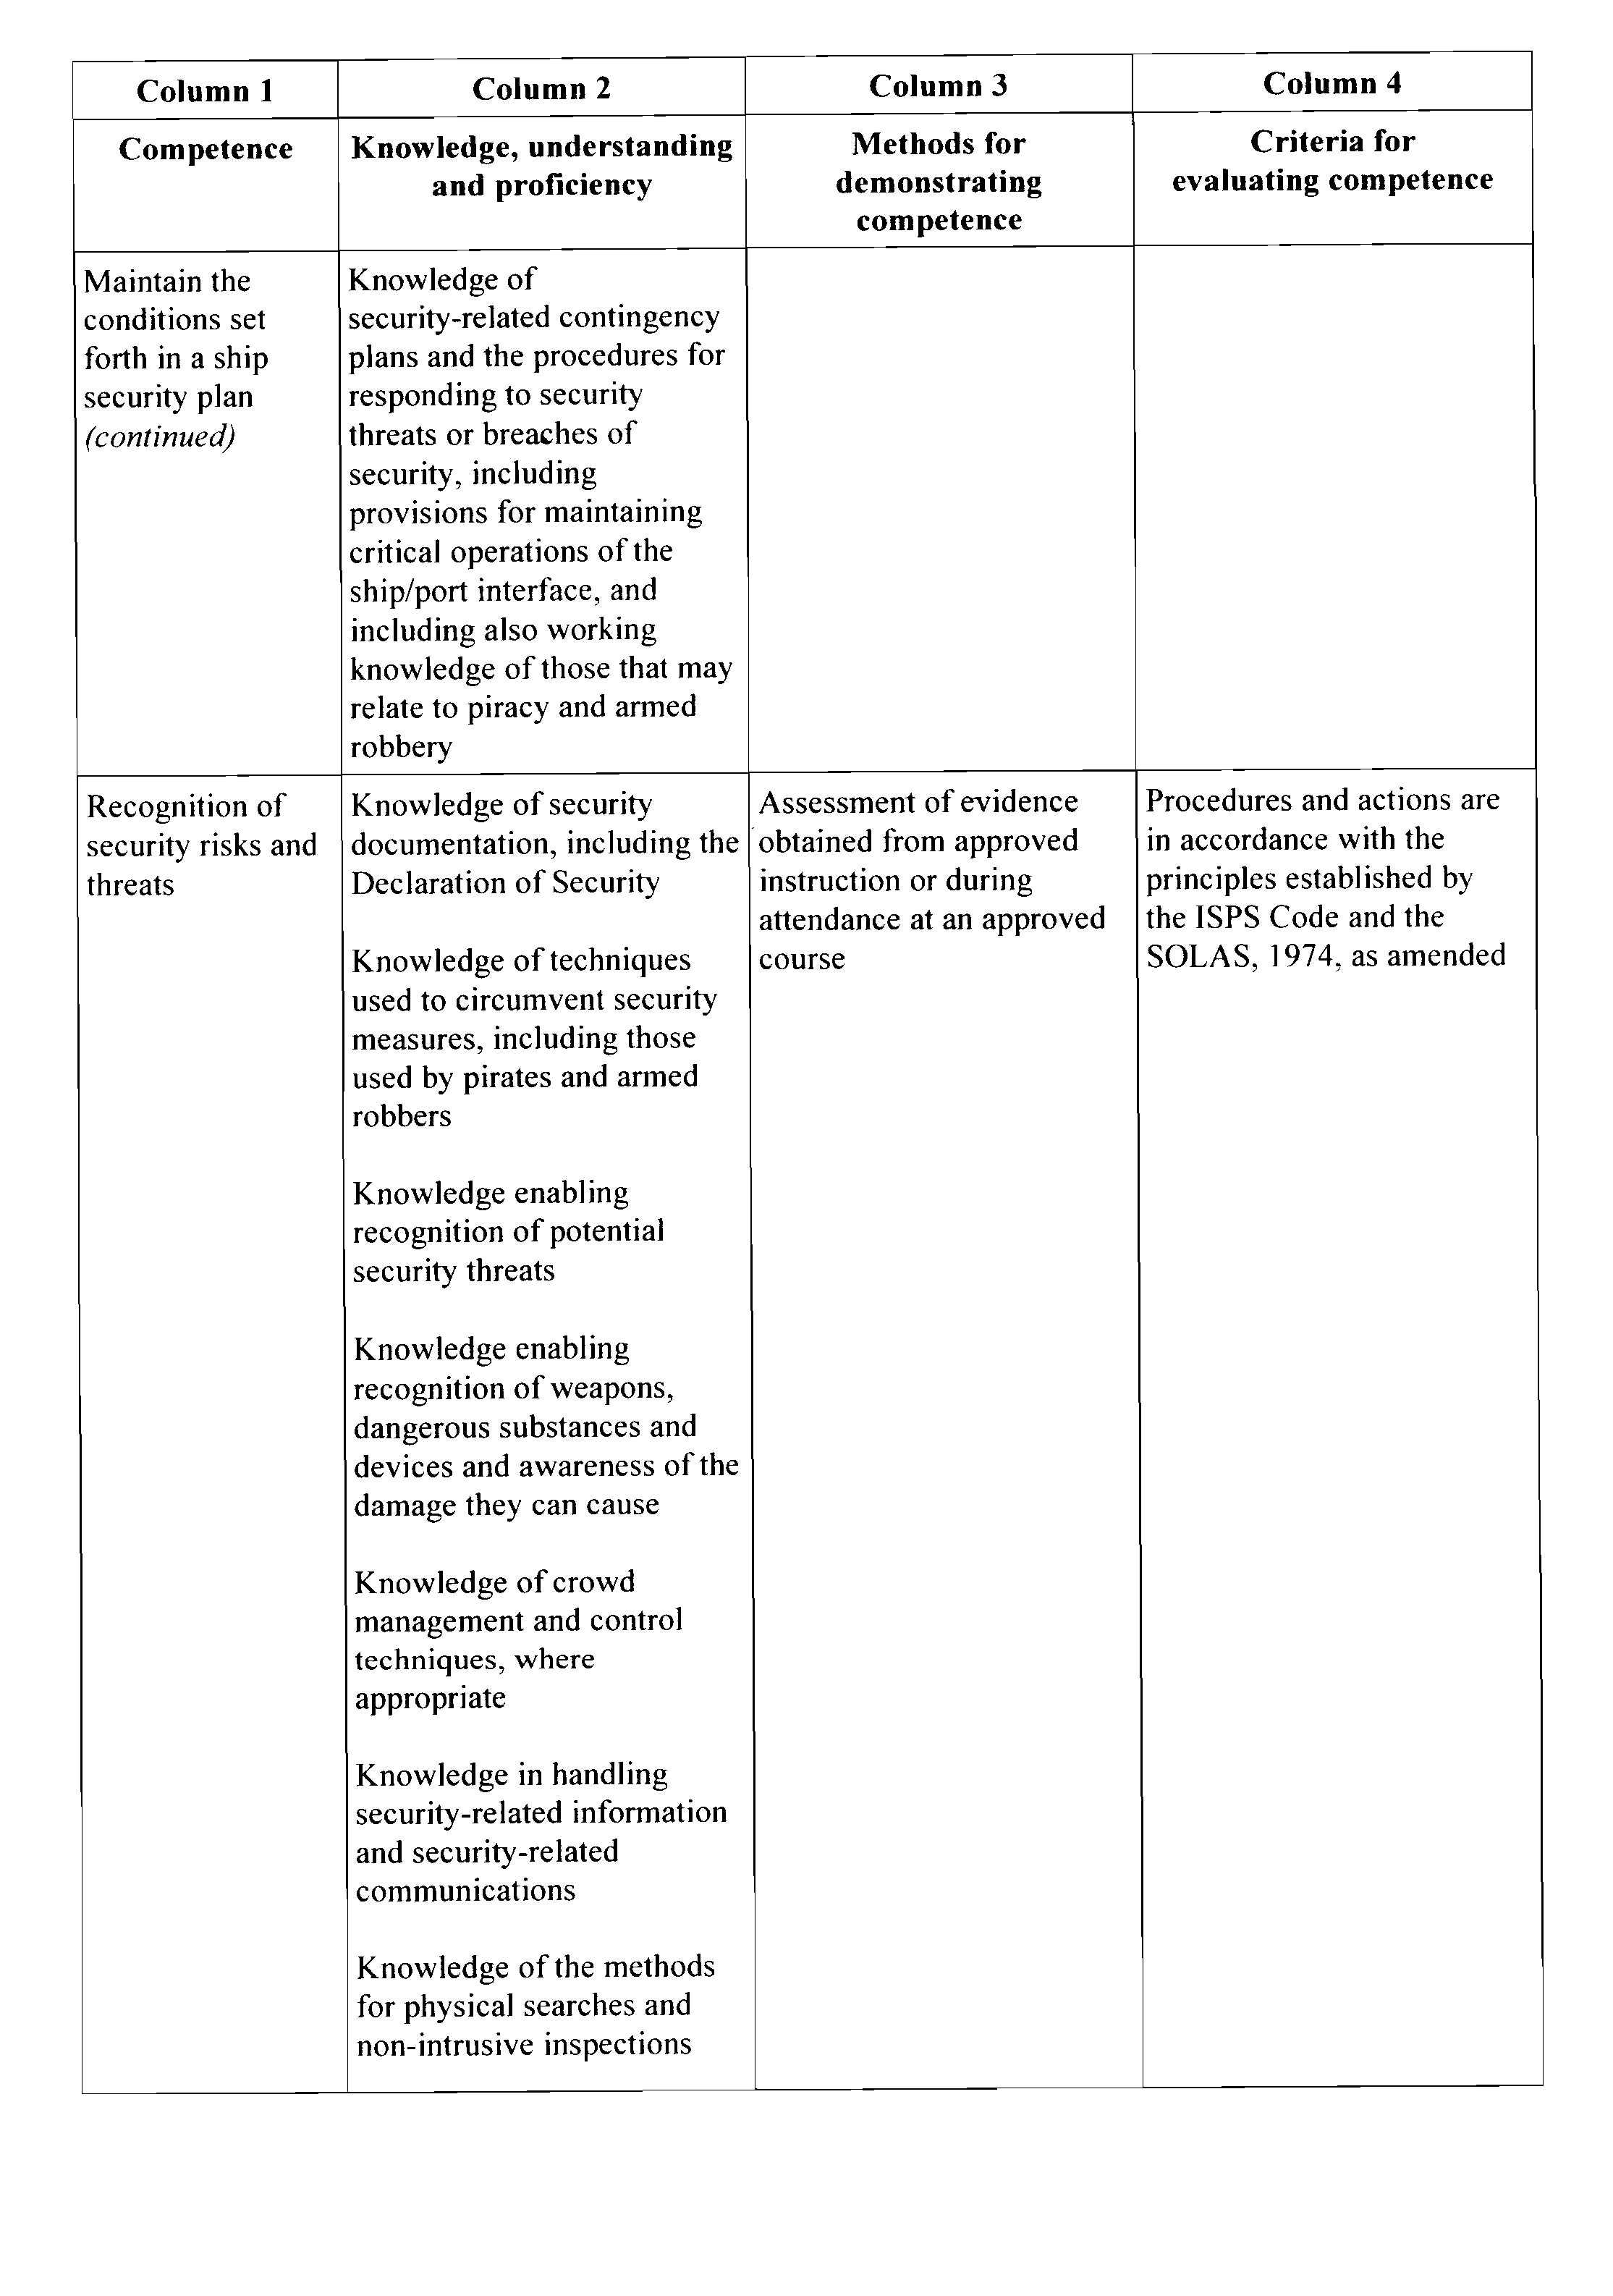 Column 1
Column 2
Column 3
Column 4
Competence
Knowledge, understanding
and proficiency
Methods for
demonstrating
competence
Criteria for
evaluating competence
Maintain the
conditions set
forth in a ship
security plan
(continued)
Knowledge of
security-related contingency
plans and the procedures for
responding to security
threats or breaches of
security, including
provisions for maintaining
critical operations of the
ship/port interface, and
including also working
knowledge of those that may
relate to piracy and armed
robbery
Recognition of
security risks and
threats
Knowledge of security
documentation, including the
Declaration of Security
Knowledge of techniques
used to circumvent security
measures, including those
used by pirates and armed
robbers
Knowledge enabling
recognition of potential
security threats
Knowledge enabling
recognition of weapons,
dangerous substances and
devices and awareness of the
damage they can cause
Knowledge of crowd
management and control
techniques, where
appropriate
Knowledge in handling
security-related information
and security-related
communications
Knowledge of the methods
for physical searches and
non-intrusive inspections
Assessment of evidence
obtained from approved
instruction or during
attendance at an approved
course
Procedures and actions are
in accordance with the
principles established by
the ISPS Code and the
SOLAS, 1974, as amended